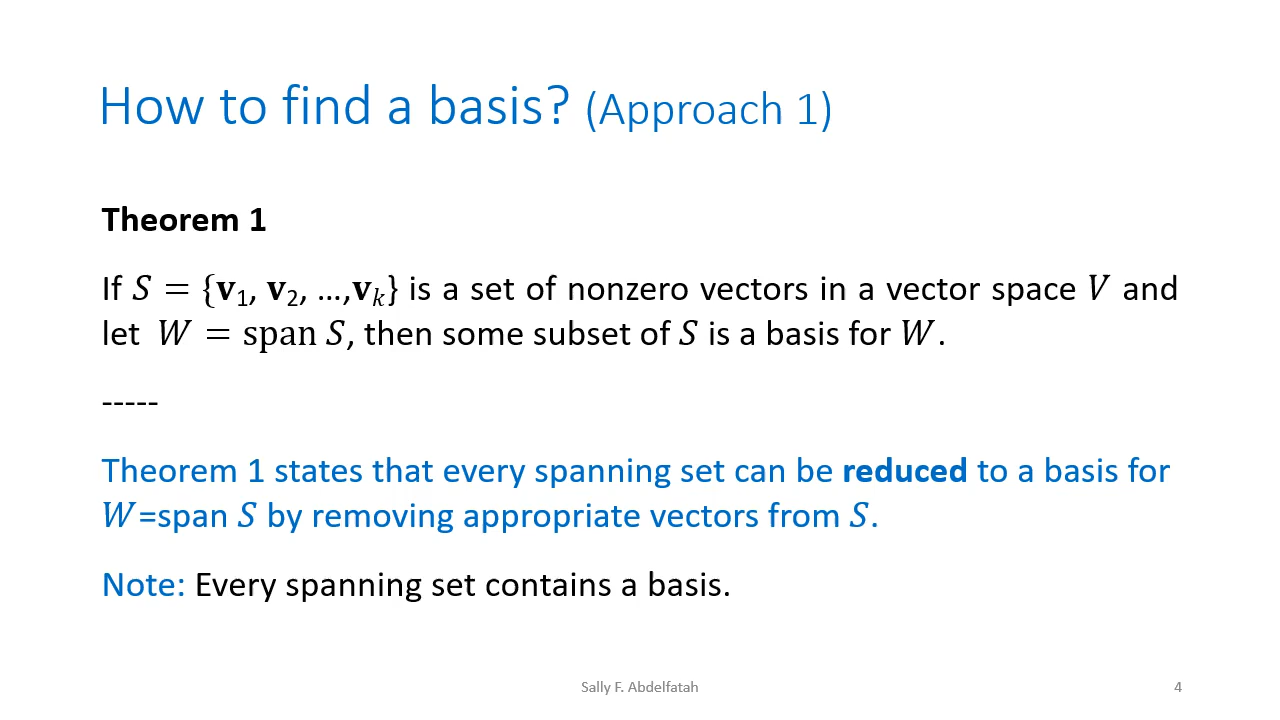 How to find a basis? (Approach 1)
Theorem 1
If 𝑆 = {𝐯₁, 𝐯₂, …,𝐯ₖ} is a set of nonzero vectors in a vector space 𝑉 and
let 𝑊 = span 𝑆, then some subset of 𝑆 is a basis for 𝑊.
-----
Theorem 1 states that every spanning set can be reduced to a basis for
𝑊=span 𝑆 by removing appropriate vectors from 𝑆.
Note: Every spanning set contains a basis.
Sally F. Abdelfatah
4